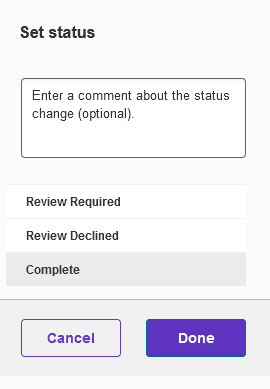 Set status
Enter a comment about the status
change (optional).
Review Required
Review Declined
Complete
Cancel
Done